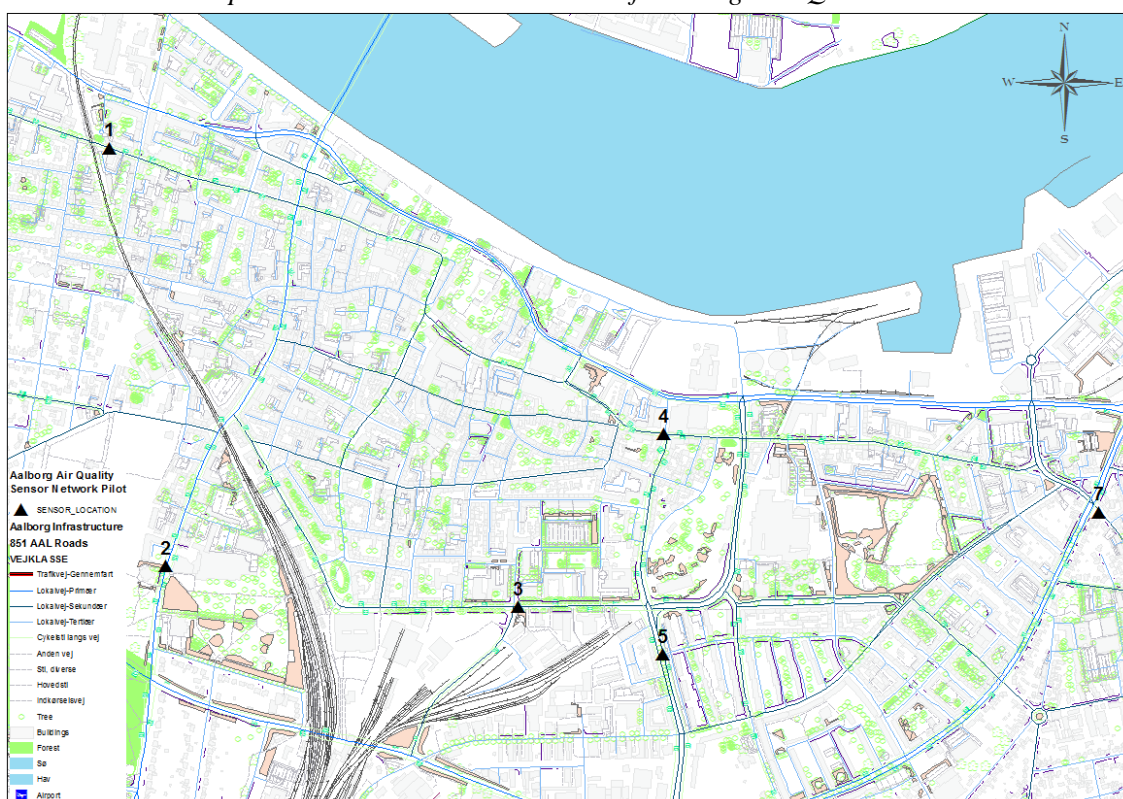 N
W E
S
1
4
7
2
3
5
Aalborg Air Quality
Sensor Network Pilot
SENSOR_LOCATION
Aalborg Infrastructure
851 AAL Roads
VEJKLASSE
Trafikvej-Gennemfart
Lokalvej-Primær
Lokalvej-Sekundær
Lokalvej-Tertiær
Cykelsti langs vej
Anden vej
Sti, diverse
Hovedsti
Indkørselsvej
Tree
Buildings
Forest
Sø
Hav
Airport